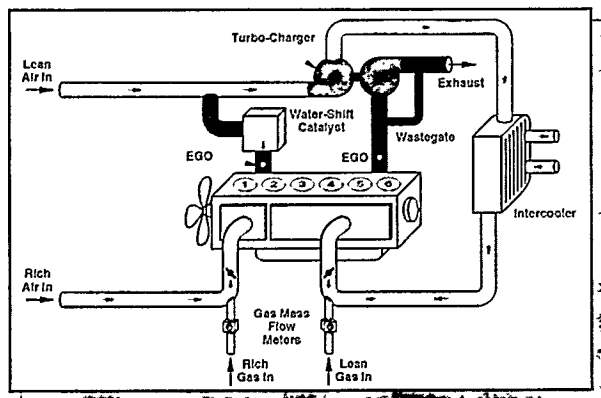 Turbo-Charger
Lean
Air In
Exhaust
Water-Shift
Catalyst
Wastegate
EGO
EGO
1 2 3 4 5 6
Intercooler
Rich
Air In
Gas Mass
Flow
Meters
Rich
Gas In
Lean
Gas In